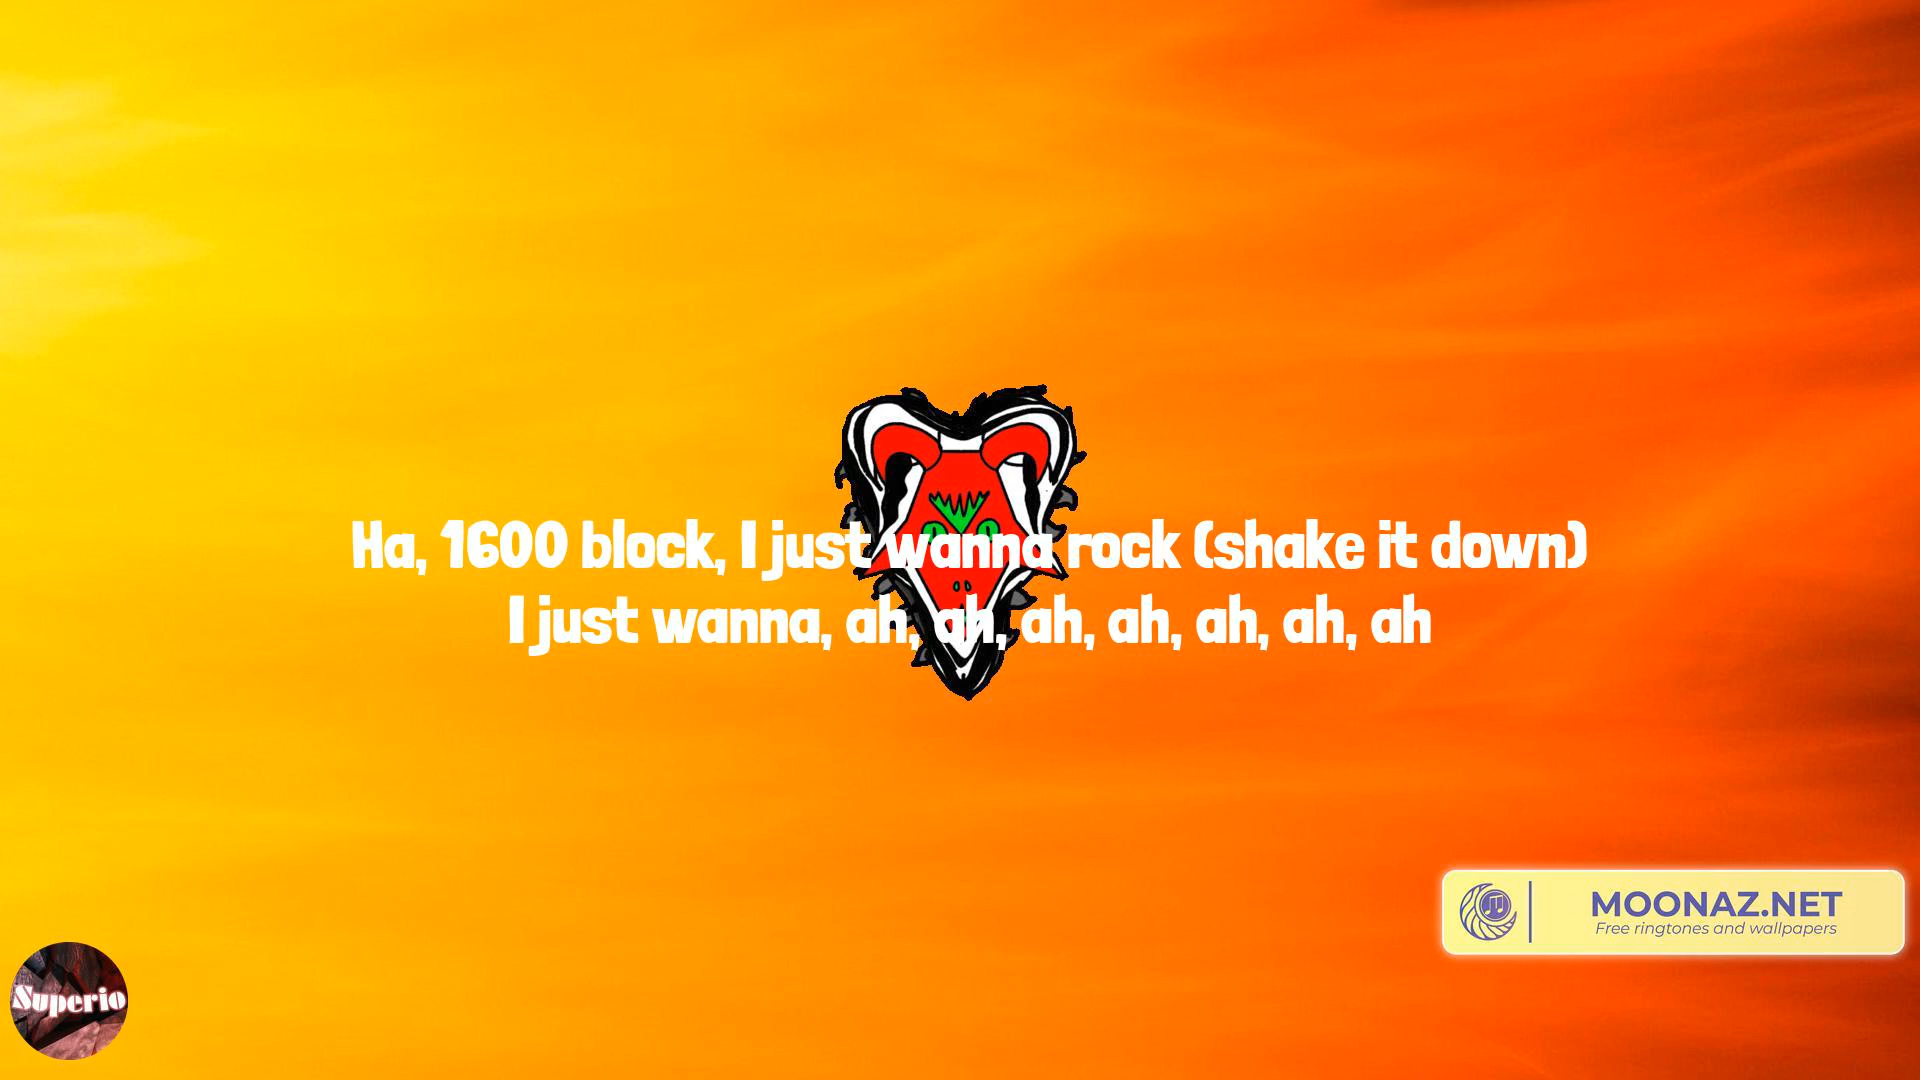 Ha, 1600 block, I just wanna rock (shake it down)
I just wanna, ah, ah, ah, ah, ah, ah, ah
MOONAZ.NET
Free ringtones and wallpapers
Superio